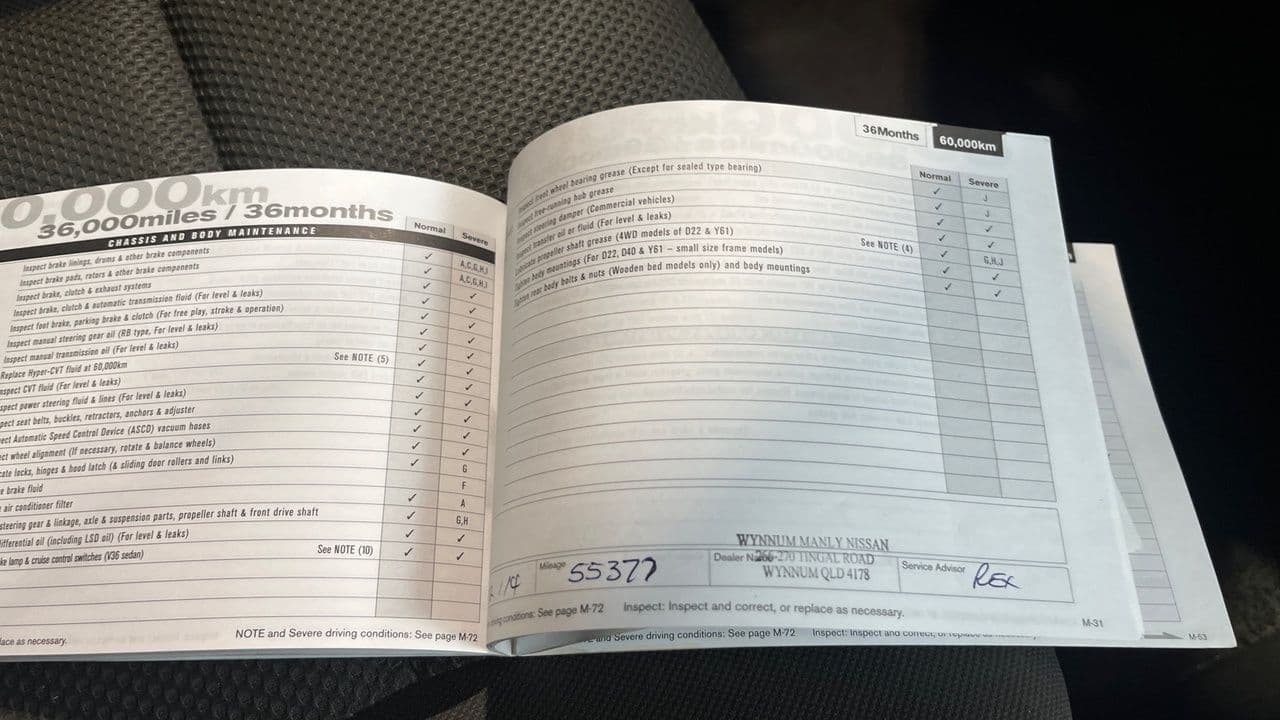 0,000km
36,000miles / 36months
CHASSIS AND BODY MAINTENANCE
Normal
Severe
Inspect brake linings, drums & other brake components
✓
A,C,G,H,J
Inspect brake pads, rotors & other brake components
✓
A,C,G,H,J
Inspect brake, clutch & exhaust systems
✓
✓
Inspect brake, clutch & automatic transmission fluid (For level & leaks)
✓
✓
Inspect foot brake, parking brake & clutch (For free play, stroke & operation)
✓
✓
Inspect manual steering gear oil (RB type, For level & leaks)
✓
✓
Inspect manual transmission oil (For level & leaks)
✓
✓
Replace Hyper-CVT fluid at 60,000km
See NOTE (5)
✓
✓
nspect CVT fluid (For level & leaks)
✓
✓
spect power steering fluid & lines (For level & leaks)
✓
✓
pect seat belts, buckles, retractors, anchors & adjuster
✓
✓
ect Automatic Speed Control Device (ASCD) vacuum hoses
✓
✓
ct wheel alignment (If necessary, rotate & balance wheels)
✓
✓
cate locks, hinges & hood latch (& sliding door rollers and links)
✓
G
e brake fluid
F
air conditioner filter
✓
A
steering gear & linkage, axle & suspension parts, propeller shaft & front drive shaft
✓
G,H
ifferential oil (including LSD oil) (For level & leaks)
✓
✓
ke lamp & cruise control switches (V36 sedan)
See NOTE (10)
✓
✓
lace as necessary.
NOTE and Severe driving conditions: See page M-72
36Months
60,000km
Normal
Severe
front wheel bearing grease (Except for sealed type bearing)
✓
J
free-running hub grease
✓
J
steering damper (Commercial vehicles)
✓
✓
transfer oil or fluid (For level & leaks)
✓
✓
propeller shaft grease (4WD models of D22 & Y61)
See NOTE (4)
✓
G,H,J
Tighten body mountings (For D22, D40 & Y61 – small size frame models)
✓
✓
Tighten rear body bolts & nuts (Wooden bed models only) and body mountings
✓
✓
WYNNUM MANLY NISSAN
Mileage
55377
Dealer
266-270 TINGAL ROAD
WYNNUM QLD 4178
Service Advisor
REX
conditions: See page M-72
Inspect: Inspect and correct, or replace as necessary.
M-31
and Severe driving conditions: See page M-72
Inspect: Inspect and correct, or
M-53